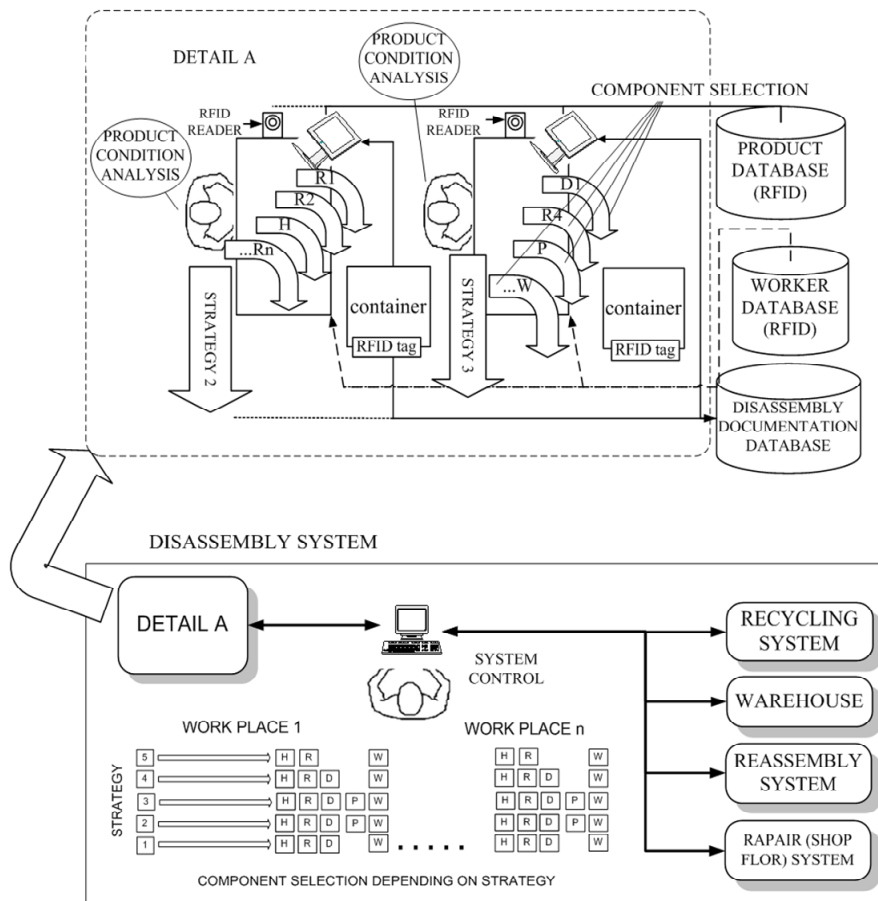 DETAIL A
PRODUCT
CONDITION
ANALYSIS
COMPONENT SELECTION
RFID
READER
RFID
READER
PRODUCT
CONDITION
ANALYSIS
R1
R2
H
...Rn
D1
R4
P
...W
PRODUCT
DATABASE
(RFID)
STRATEGY 2
container
RFID tag
STRATEGY 3
container
RFID tag
WORKER
DATABASE
(RFID)
DISASSEMBLY
DOCUMENTATION
DATABASE
DISASSEMBLY SYSTEM
DETAIL A
SYSTEM
CONTROL
RECYCLING
SYSTEM
WAREHOUSE
REASSEMBLY
SYSTEM
RAPAIR (SHOP
FLOR) SYSTEM
WORK PLACE 1
WORK PLACE n
STRATEGY
5 H R W H R W
4 H R D W H R D W
3 H R D P W H R D P W
2 H R D P W H R D P W
1 H R D W . . . . . H R D W
COMPONENT SELECTION DEPENDING ON STRATEGY